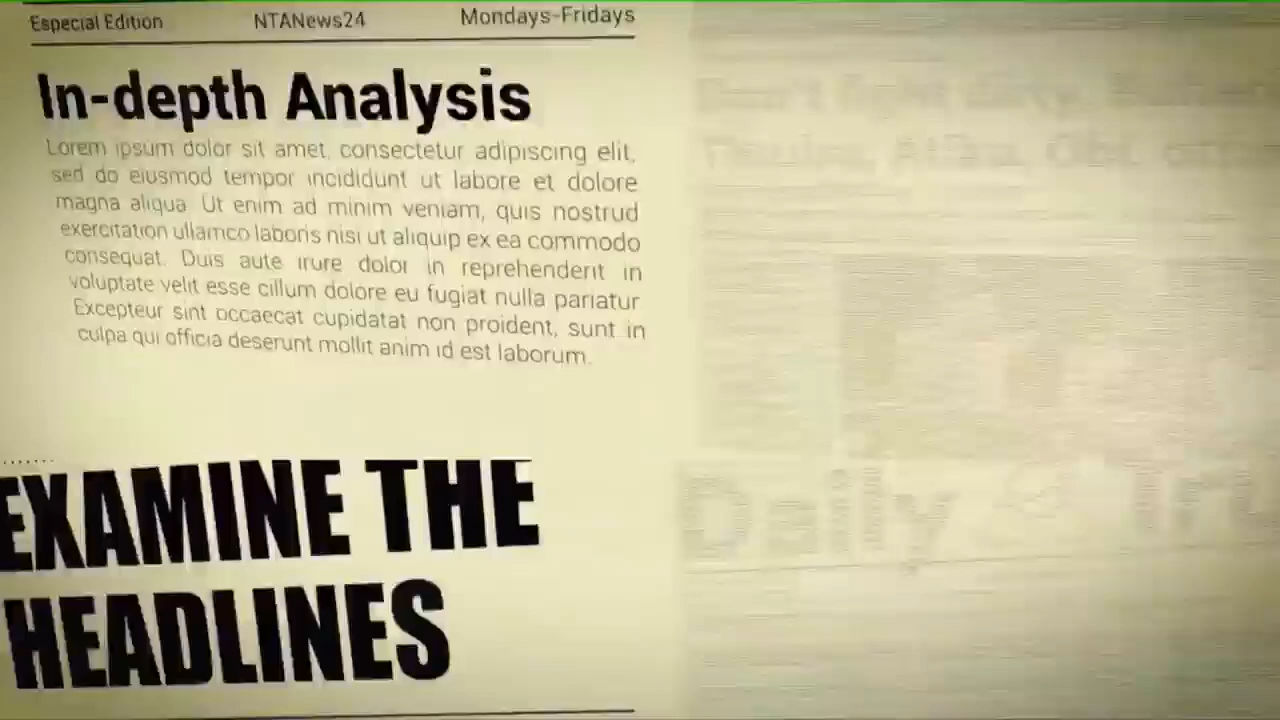 Especial Edition NTANews24 Mondays-Fridays
In-depth Analysis
Lorem ipsum dolor sit amet, consectetur adipiscing elit,
sed do eiusmod tempor incididunt ut labore et dolore
magna aliqua. Ut enim ad minim veniam, quis nostrud
exercitation ullamco laboris nisi ut aliquip ex ea commodo
consequat. Duis aute irure dolor in reprehenderit in
voluptate velit esse cillum dolore eu fugiat nulla pariatur
Excepteur sint occaecat cupidatat non proident, sunt in
culpa qui officia deserunt mollit anim id est laborum.
EXAMINE THE
HEADLINES
Daily